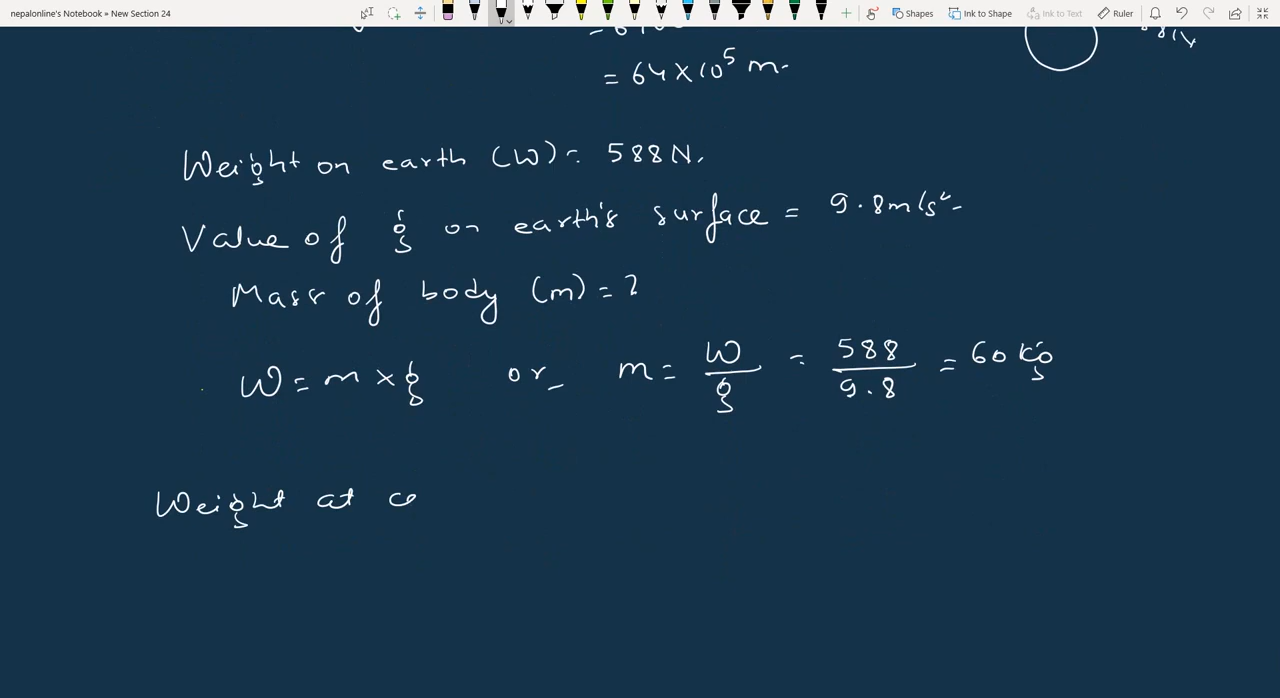 nepalonline's Notebook » New Section 24
Shapes Ink to Shape Ink to Text Ruler
= 64 × 10⁵ m.
Weight on earth (W) = 588 N.
Value of g on earth's surface = 9.8 m/s²
Mass of body (m) = ?
W = m × g or m = W/g = 588/9.8 = 60 kg
Weight at